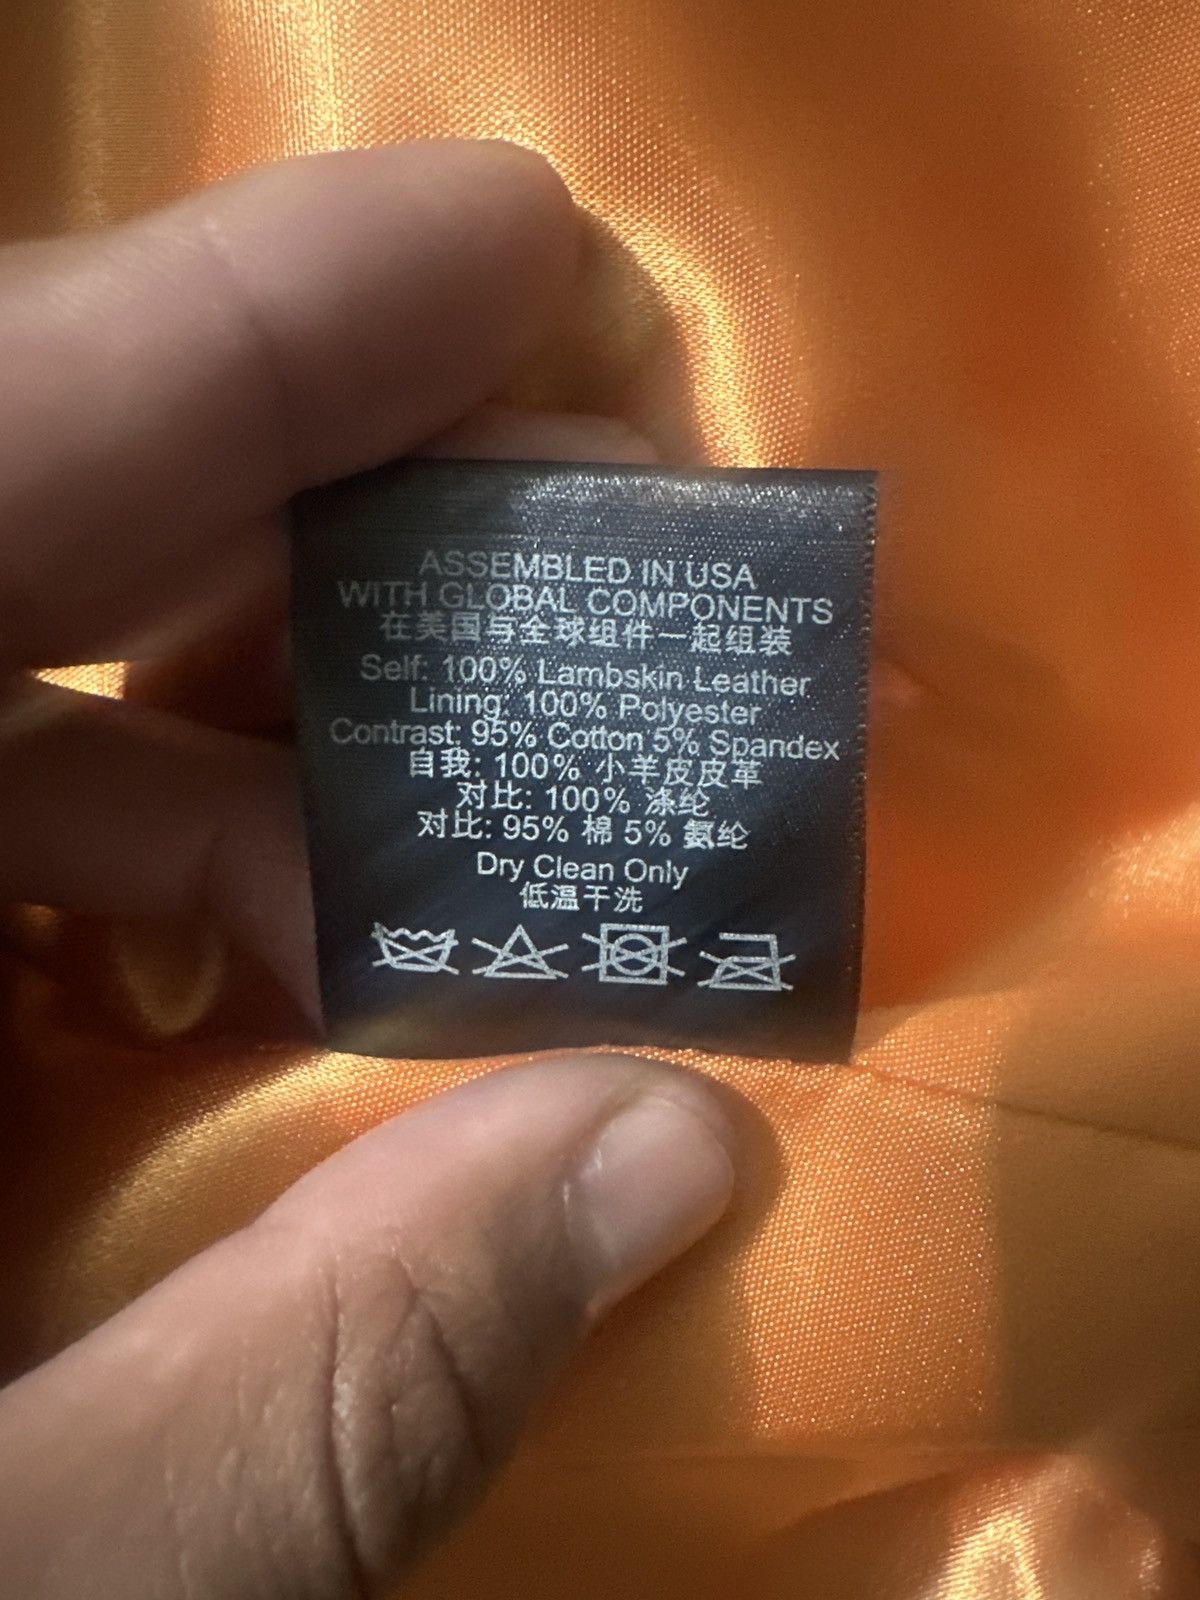 ASSEMBLED IN USA
WITH GLOBAL COMPONENTS
在美国与全球组件一起组装
Self: 100% Lambskin Leather
Lining: 100% Polyester
Contrast: 95% Cotton 5% Spandex
自我: 100% 小羊皮皮革
对比: 100% 涤纶
对比: 95% 棉 5% 氨纶
Dry Clean Only
低温干洗